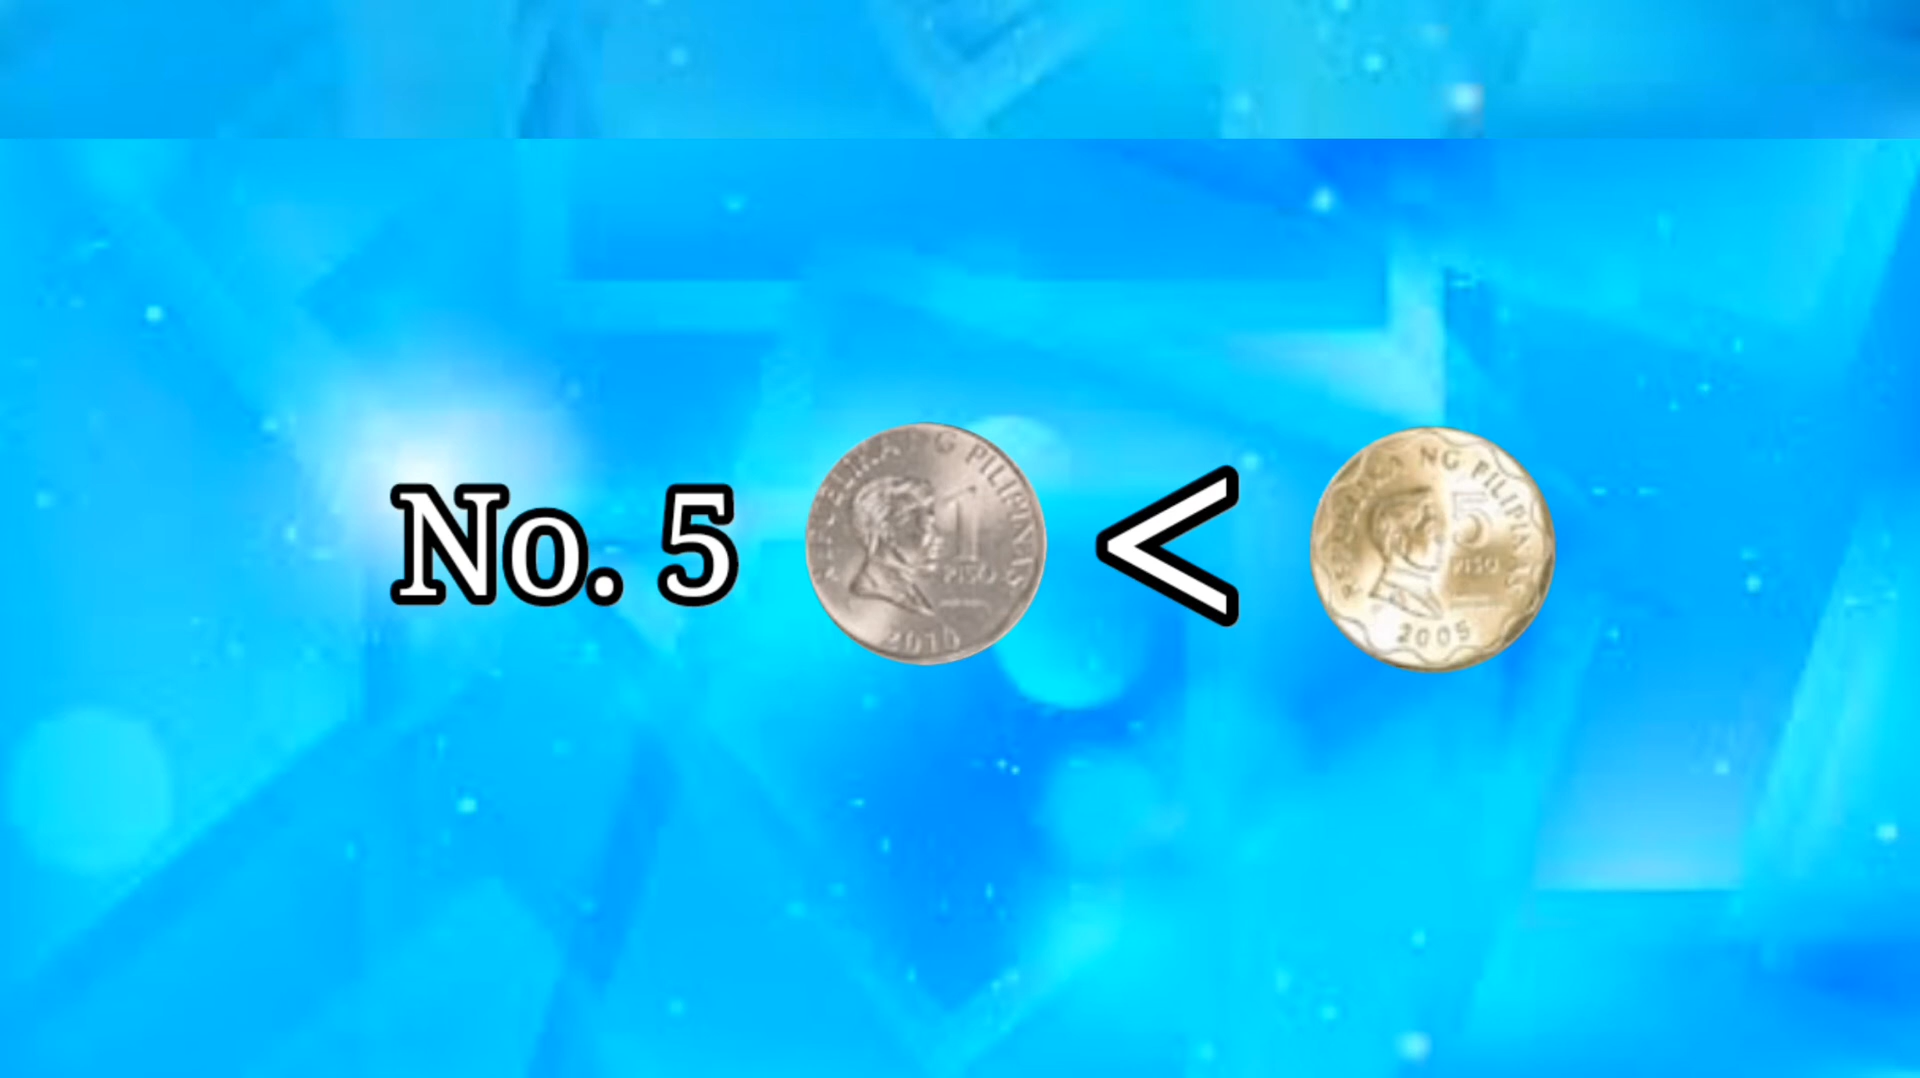 No. 5 <
REPUBLIKA NG PILIPINAS
1
PISO
2010
REPUBLIKA NG PILIPINAS
5
PISO
2005